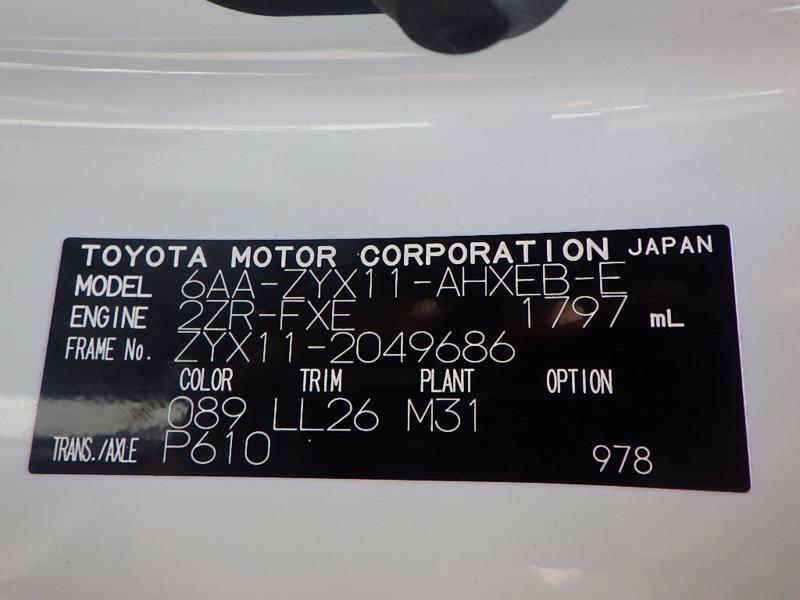 TOYOTA MOTOR CORPORATION JAPAN
MODEL 6AA-ZYX11-AHXEB-E
ENGINE 2ZR-FXE 1797 mL
FRAME No. ZYX11-2049686
COLOR TRIM PLANT OPTION
089 LL26 M31
TRANS./AXLE P610 978